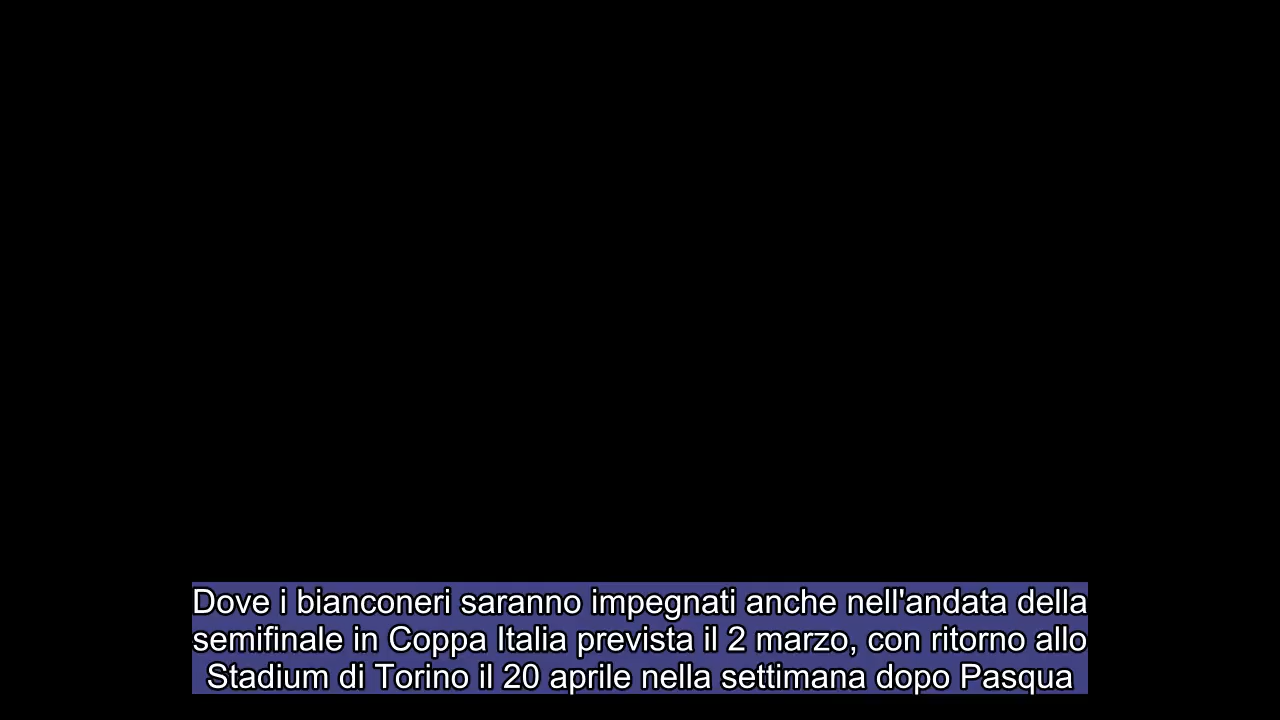 Dove i bianconeri saranno impegnati anche nell'andata della
semifinale in Coppa Italia prevista il 2 marzo, con ritorno allo
Stadium di Torino il 20 aprile nella settimana dopo Pasqua